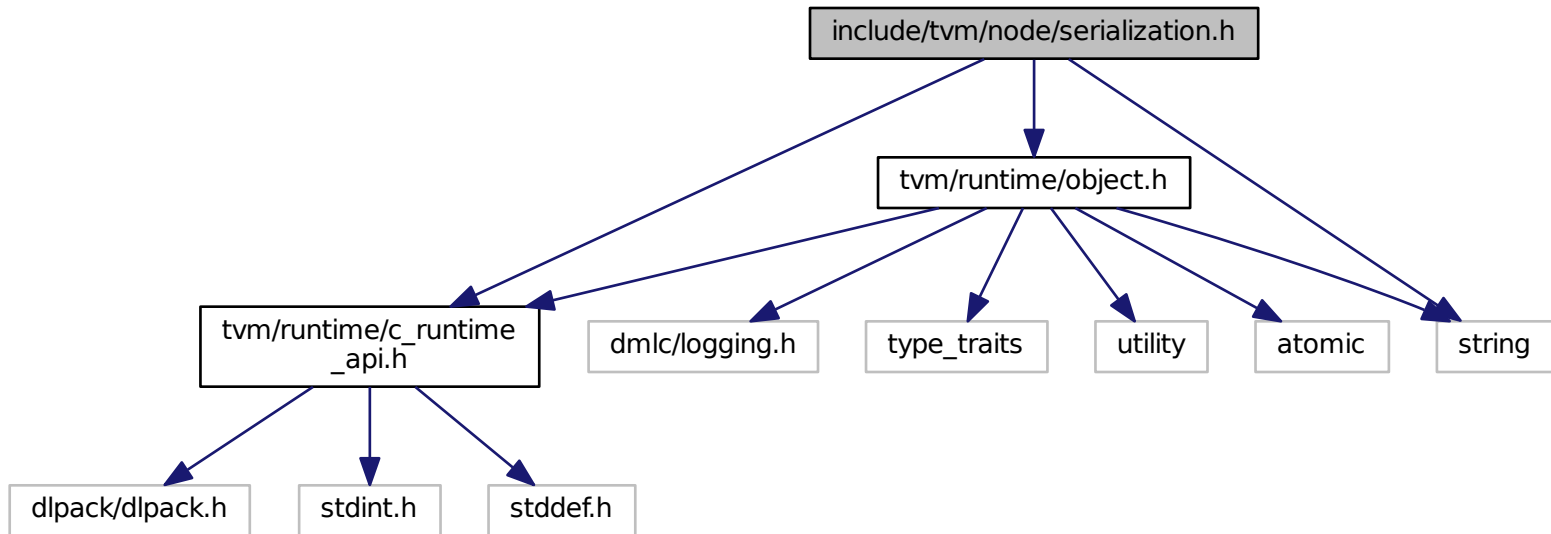 include/tvm/node/serialization.h
tvm/runtime/object.h
tvm/runtime/c_runtime
_api.h
dmlc/logging.h
type_traits
utility
atomic
string
dlpack/dlpack.h
stdint.h
stddef.h